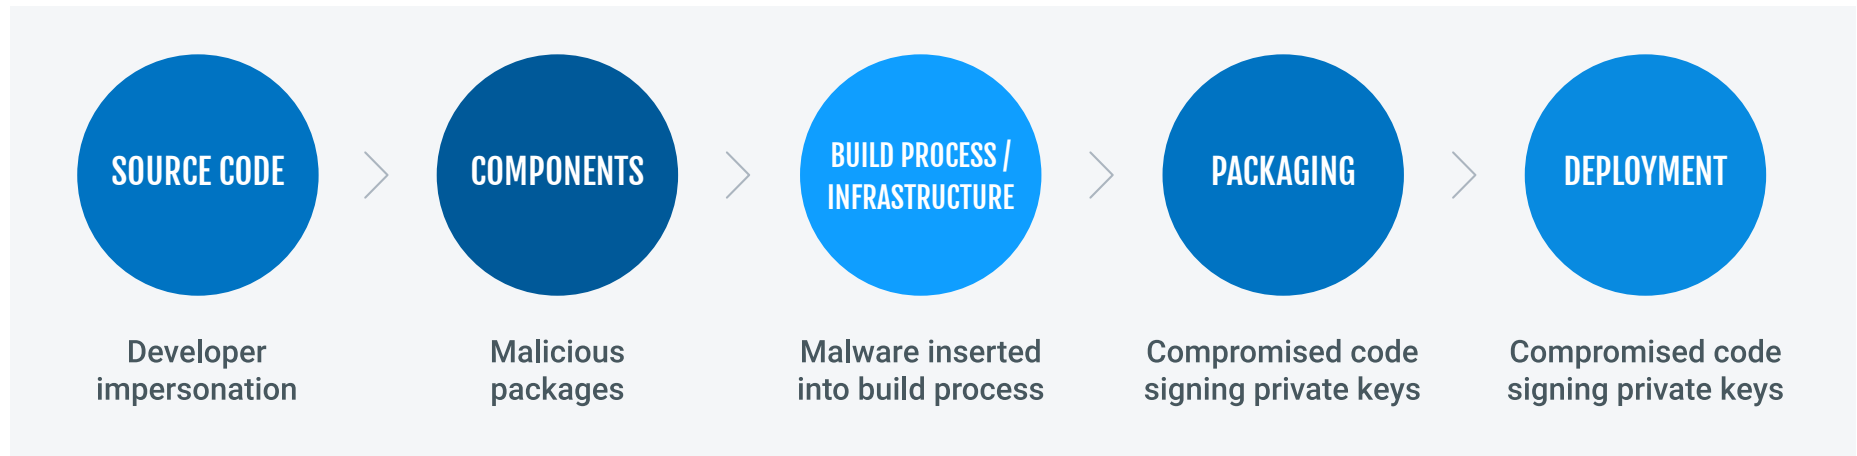 SOURCE CODE
COMPONENTS
BUILD PROCESS /
INFRASTRUCTURE
PACKAGING
DEPLOYMENT
Developer
impersonation
Malicious
packages
Malware inserted
into build process
Compromised code
signing private keys
Compromised code
signing private keys